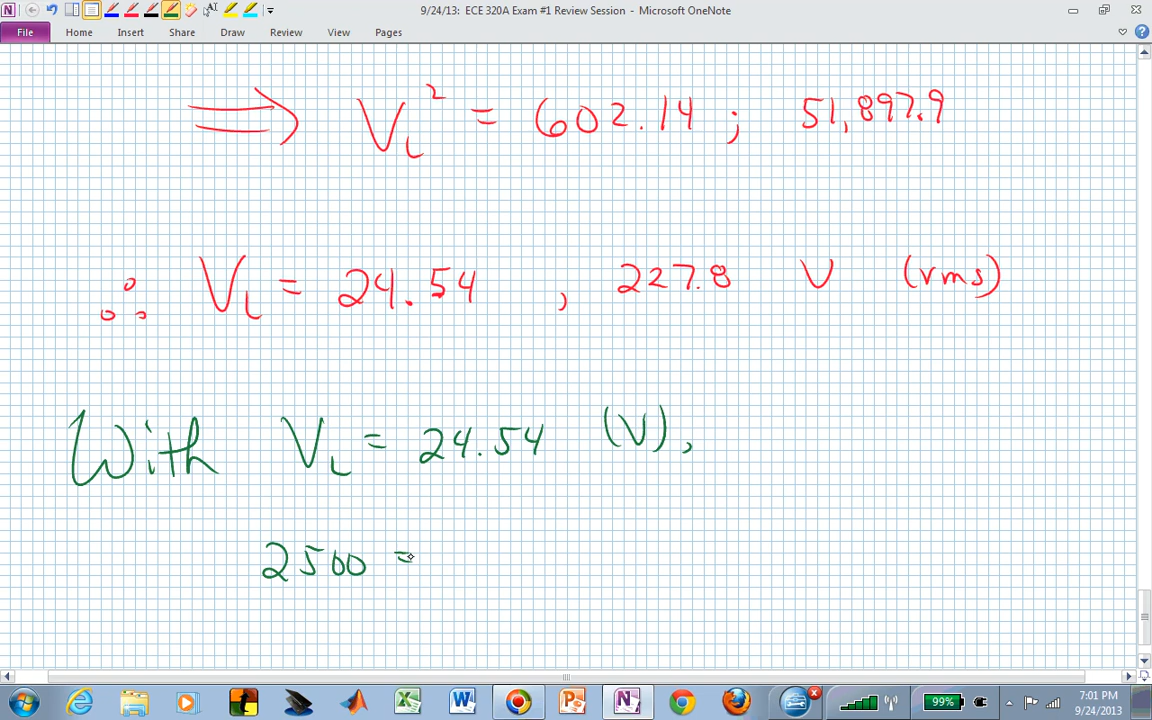 9/24/13: ECE 320A Exam #1 Review Session - Microsoft OneNote
File Home Insert Share Draw Review View Pages
⇒ V_L^2 = 602.14 ; 51,897.9
∴ V_L = 24.54 , 227.8 V (rms)
With V_L = 24.54 (V),
2500 =
99%
7:01 PM
9/24/2013